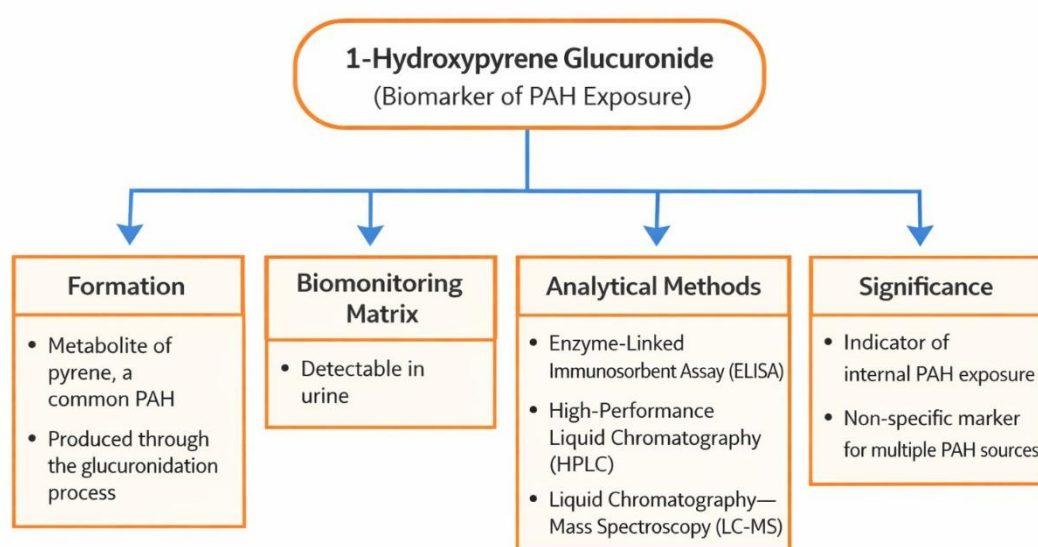 1-Hydroxypyrene Glucuronide
(Biomarker of PAH Exposure)
Formation
• Metabolite of
pyrene, a
common PAH
• Produced through
the glucuronidation
process
Biomonitoring
Matrix
• Detectable in
urine
Analytical Methods
• Enzyme-Linked
Immunosorbent Assay (ELISA)
• High-Performance
Liquid Chromatography
(HPLC)
• Liquid Chromatography—
Mass Spectroscopy (LC-MS)
Significance
• Indicator of
internal PAH exposure
• Non-specific marker
for multiple PAH sources